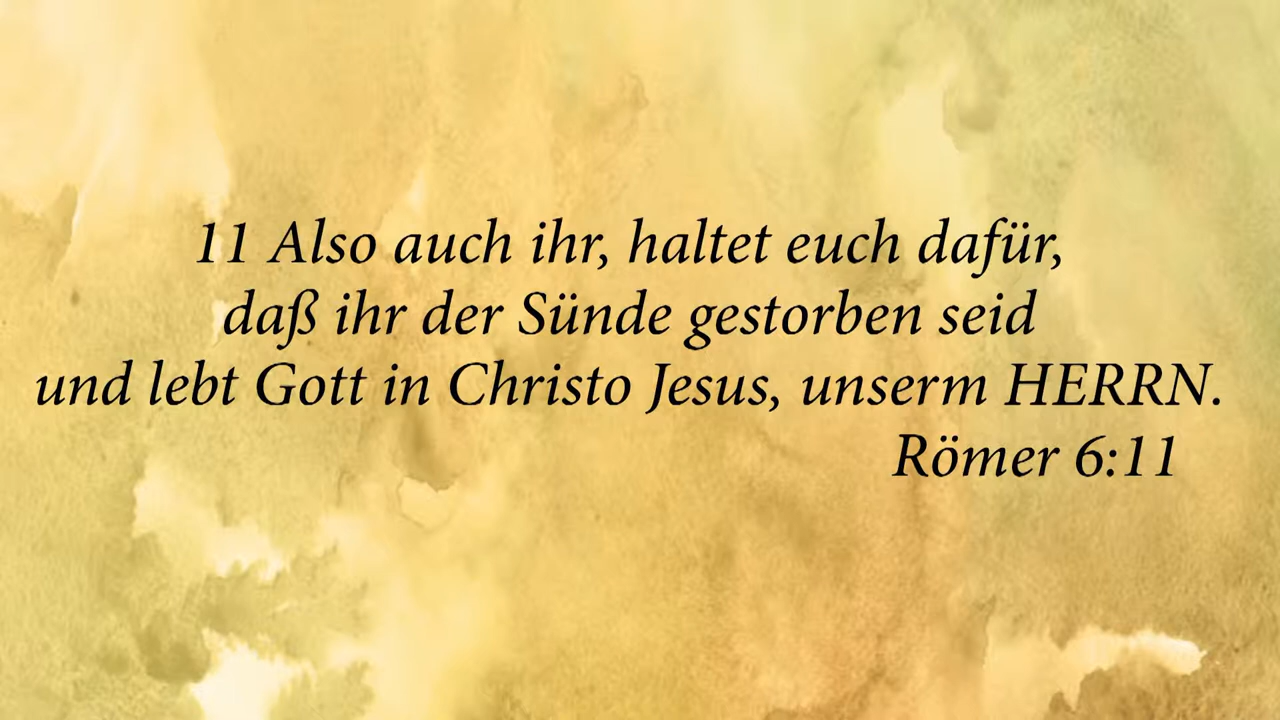 11 Also auch ihr, haltet euch dafür,
daß ihr der Sünde gestorben seid
und lebt Gott in Christo Jesus, unserm HERRN.
Römer 6:11